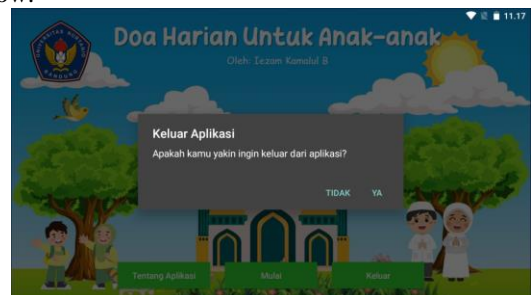 11.17
Doa Harian Untuk Anak-anak
Oleh: Iezam Kamalul B
Keluar Aplikasi
Apakah kamu yakin ingin keluar dari aplikasi?
TIDAK YA
Tentang Aplikasi Mulai Keluar